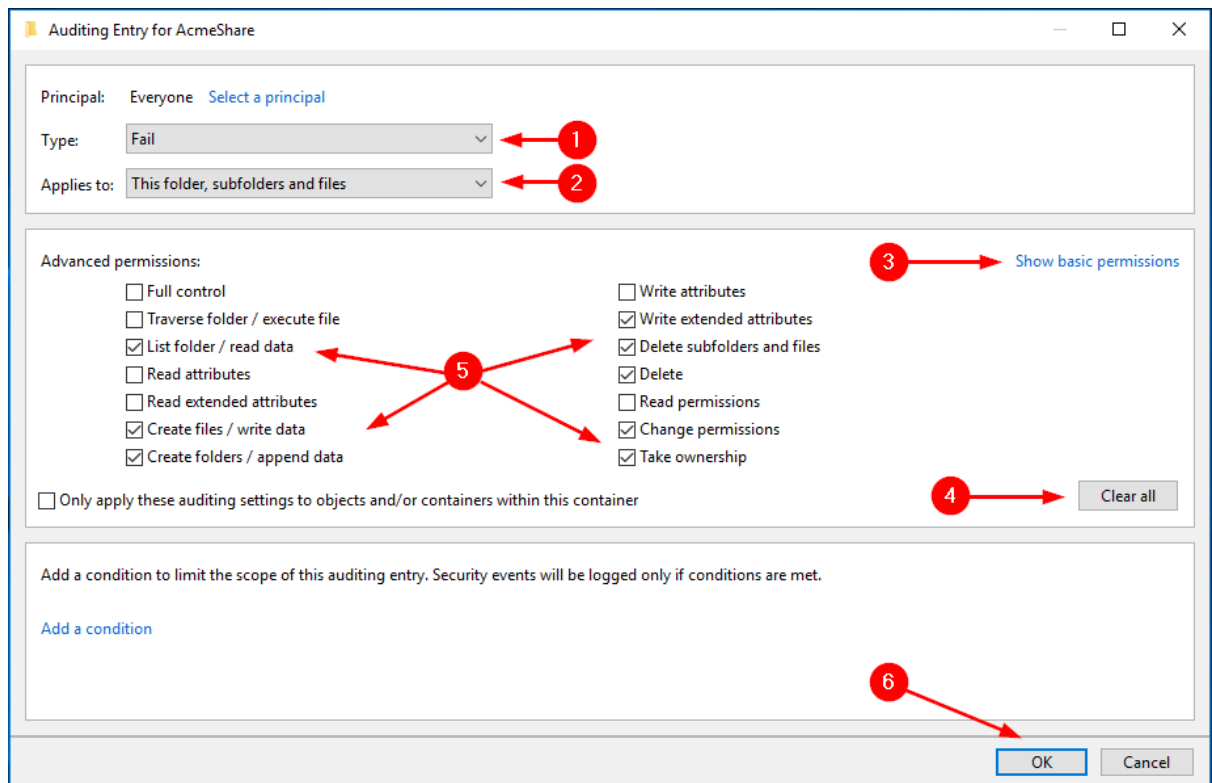 Auditing Entry for AcmeShare
Principal: Everyone Select a principal
Type: Fail 1
Applies to: This folder, subfolders and files 2
Advanced permissions: 3 Show basic permissions
Full control Write attributes
Traverse folder / execute file Write extended attributes
List folder / read data Delete subfolders and files
Read attributes 5 Delete
Read extended attributes Read permissions
Create files / write data Change permissions
Create folders / append data Take ownership
Only apply these auditing settings to objects and/or containers within this container 4 Clear all
Add a condition to limit the scope of this auditing entry. Security events will be logged only if conditions are met.
Add a condition
6
OK Cancel